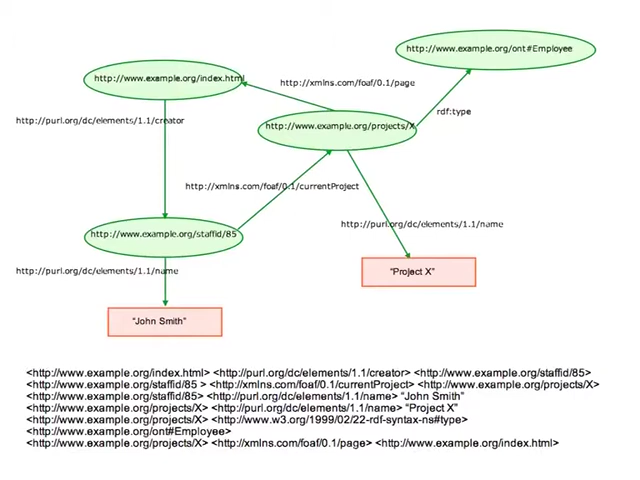 http://www.example.org/ont#Employee
http://www.example.org/index.html
http://xmlns.com/foaf/0.1/page
http://purl.org/dc/elements/1.1/creator
http://www.example.org/projects/X
rdf:type
http://xmlns.com/foaf/0.1/currentProject
http://www.example.org/staffid/85
http://purl.org/dc/elements/1.1/name
http://purl.org/dc/elements/1.1/name
“Project X”
“John Smith”
<http://www.example.org/index.html> <http://purl.org/dc/elements/1.1/creator> <http://www.example.org/staffid/85>
<http://www.example.org/staffid/85 > <http://xmlns.com/foaf/0.1/currentProject> <http://www.example.org/projects/X>
<http://www.example.org/staffid/85> <http://purl.org/dc/elements/1.1/name> “John Smith”
<http://www.example.org/projects/X> <http://purl.org/dc/elements/1.1/name> “Project X”
<http://www.example.org/projects/X> <http://www.w3.org/1999/02/22-rdf-syntax-ns#type>
<http://www.example.org/ont#Employee>
<http://www.example.org/projects/X> <http://xmlns.com/foaf/0.1/page> <http://www.example.org/index.html>